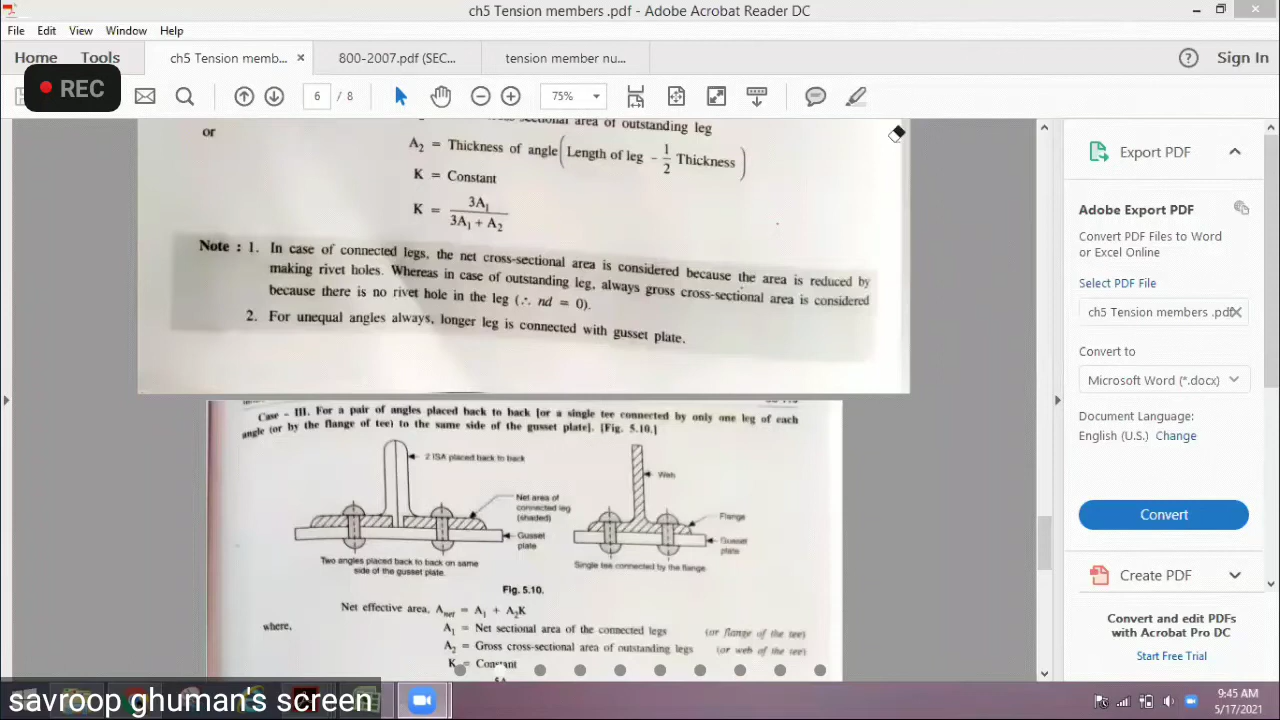 ch5 Tension members .pdf - Adobe Acrobat Reader DC
File Edit View Window Help
Home Tools ch5 Tension memb... × 800-2007.pdf (SEC... tension member nu... Sign In
REC 6 / 8 75%
of outstanding leg
or
A₂ = Thickness of angle (Length of leg - 1/2 Thickness)
K = Constant
K = 3A₁ / 3A₁ + A₂
Note : 1. In case of connected legs, the net cross-sectional area is considered because the area is reduced by
making rivet holes. Whereas in case of outstanding leg, always gross cross-sectional area is considered
because there is no rivet hole in the leg (∴ nd = 0).
2. For unequal angles always, longer leg is connected with gusset plate.
Case – III. For a pair of angles placed back to back [or a single tee connected by only one leg of each
angle (or by the flange of tee) to the same side of the gusset plate]. [Fig. 5.10.]
2 ISA placed back to back
Net area of
connected leg
(shaded)
Gusset
plate
Two angles placed back to back on same
side of the gusset plate.
Web
Flange
Gusset
plate
Single tee connected by the flange
Fig. 5.10.
Net effective area, Aₙₑₜ = A₁ + A₂K
where,
A₁ = Net sectional area of the connected legs (or flange of the tee)
A₂ = Gross cross-sectional area of outstanding legs (or web of the tee)
K = Constant
Export PDF
Adobe Export PDF
Convert PDF Files to Word
or Excel Online
Select PDF File
ch5 Tension members .pdf
Convert to
Microsoft Word (*.docx)
Document Language:
English (U.S.) Change
Convert
Create PDF
Convert and edit PDFs
with Acrobat Pro DC
Start Free Trial
savroop ghuman's screen
9:45 AM
5/17/2021